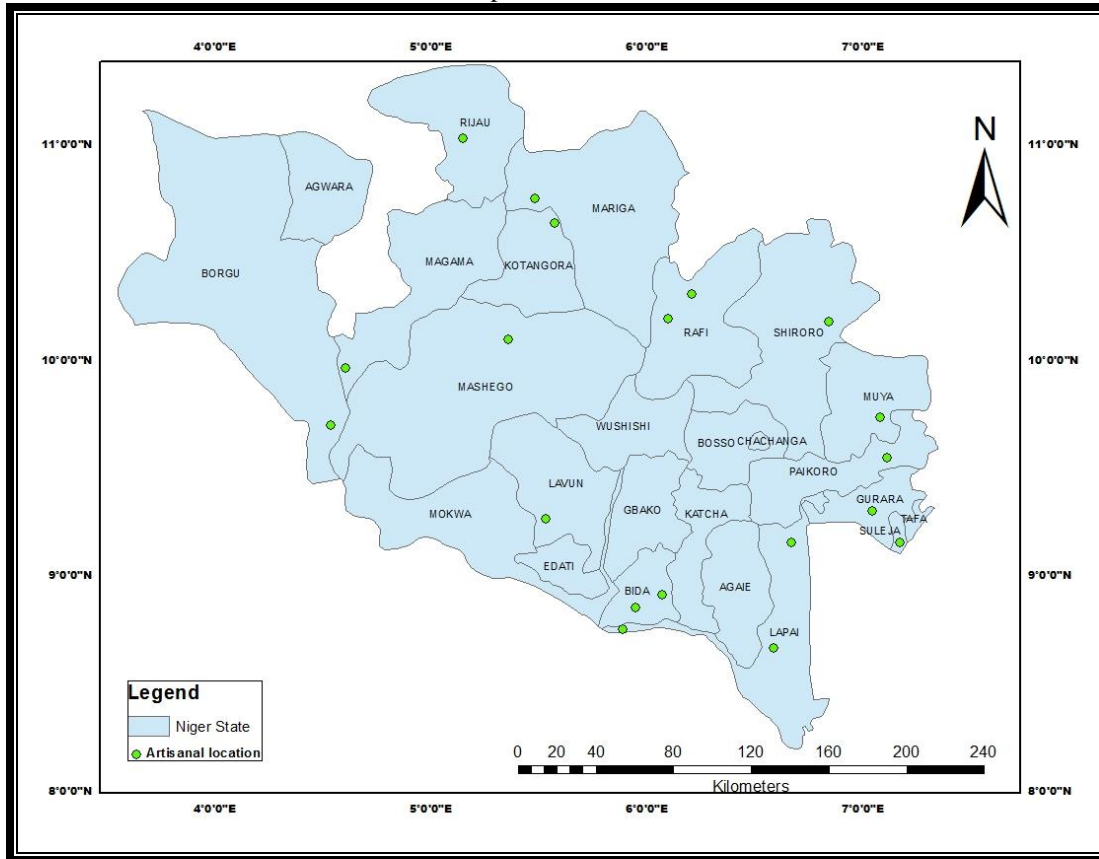 4°0'0"E 5°0'0"E 6°0'0"E 7°0'0"E
RIJAU
N
11°0'0"N 11°0'0"N
AGWARA
MARIGA
MAGAMA
KOTANGORA
BORGU
RAFI
SHIRORO
10°0'0"N 10°0'0"N
MASHEGO
MUYA
WUSHISHI
BOSSO
CHACHANGA
PAIKORO
LAVUN
GURARA
GBAKO
KATCHA
MOKWA
TAFA
SULEJA
EDATI
9°0'0"N 9°0'0"N
BIDA
AGAIE
LAPAI
Legend
Niger State
Artisanal location
0 20 40 80 120 160 200 240
Kilometers
8°0'0"N 8°0'0"N
4°0'0"E 5°0'0"E 6°0'0"E 7°0'0"E